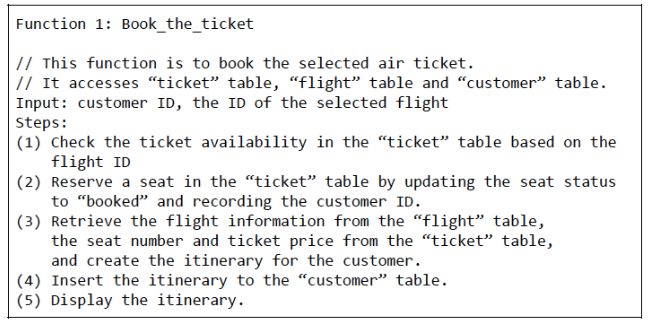 Function 1: Book_the_ticket
// This function is to book the selected air ticket.
// It accesses “ticket” table, “flight” table and “customer” table.
Input: customer ID, the ID of the selected flight
Steps:
(1) Check the ticket availability in the “ticket” table based on the
flight ID
(2) Reserve a seat in the “ticket” table by updating the seat status
to “booked” and recording the customer ID.
(3) Retrieve the flight information from the “flight” table,
the seat number and ticket price from the “ticket” table,
and create the itinerary for the customer.
(4) Insert the itinerary to the “customer” table.
(5) Display the itinerary.